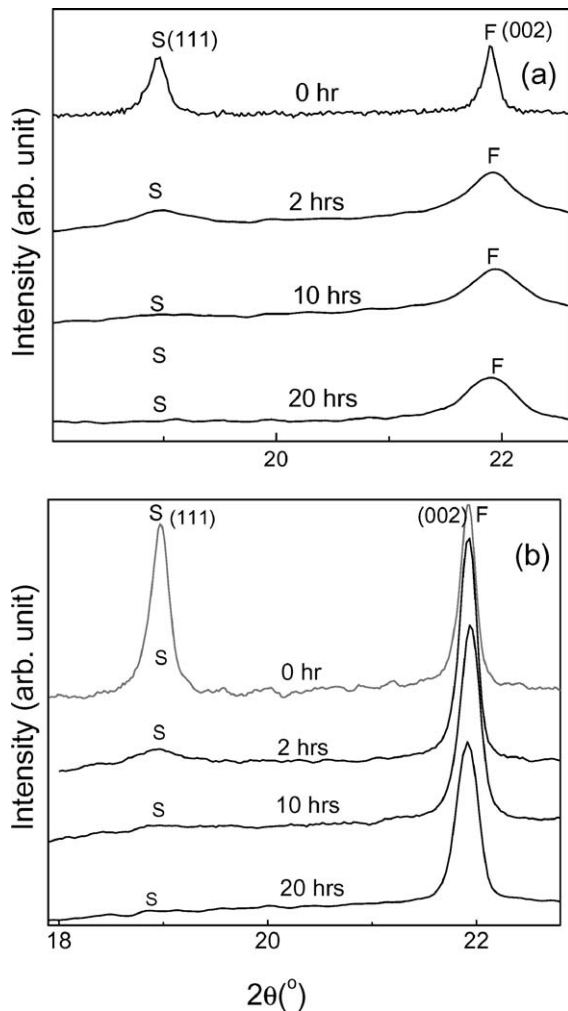 S(111)
F(002)
(a)
0 hr
S
F
2 hrs
S
F
10 hrs
S
S
F
20 hrs
Intensity (arb. unit)
20
22
S(111)
(002) F
(b)
S
0 hr
S
2 hrs
S
10 hrs
S
20 hrs
Intensity (arb. unit)
18
20
22
2θ(°)